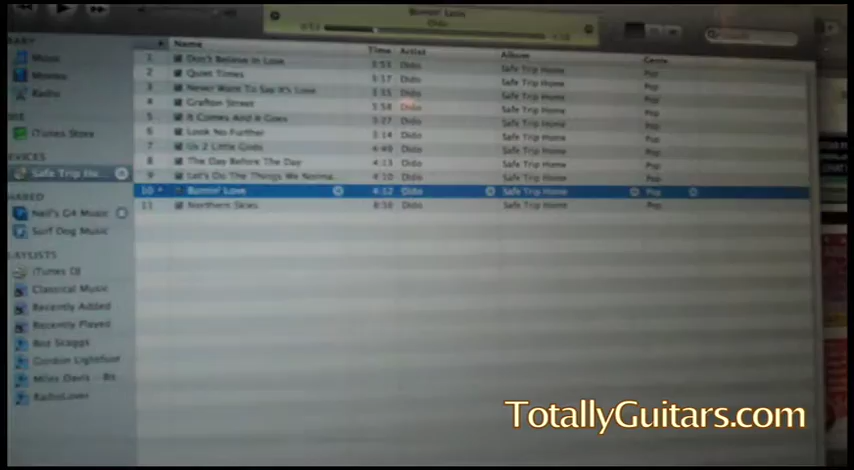 Burnin' Love
Dido
Name Time Artist Album Genre
1 Don't Believe In Love 3:53 Dido Safe Trip Home Pop
2 Quiet Times 3:17 Dido Safe Trip Home Pop
3 Never Want To Say It's Love 3:35 Dido Safe Trip Home Pop
4 Grafton Street 5:58 Dido Safe Trip Home Pop
5 It Comes And It Goes 3:27 Dido Safe Trip Home Pop
6 Look No Further 3:14 Dido Safe Trip Home Pop
7 Us 2 Little Gods 4:49 Dido Safe Trip Home Pop
8 The Day Before The Day 4:13 Dido Safe Trip Home Pop
9 Let's Do The Things We Norma... 4:10 Dido Safe Trip Home Pop
10 Burnin' Love 4:12 Dido Safe Trip Home Pop
11 Northern Skies 8:56 Dido Safe Trip Home Pop
Music
Movies
Radio
iTunes Store
EVICES
Safe Trip Ho...
HARED
Neil's G4 Music
Surf Dog Music
LAYLISTS
iTunes DJ
Classical Music
Recently Added
Recently Played
Boz Scaggs
Gordon Lightfoot
Miles Davis -
RadioLover
TotallyGuitars.com